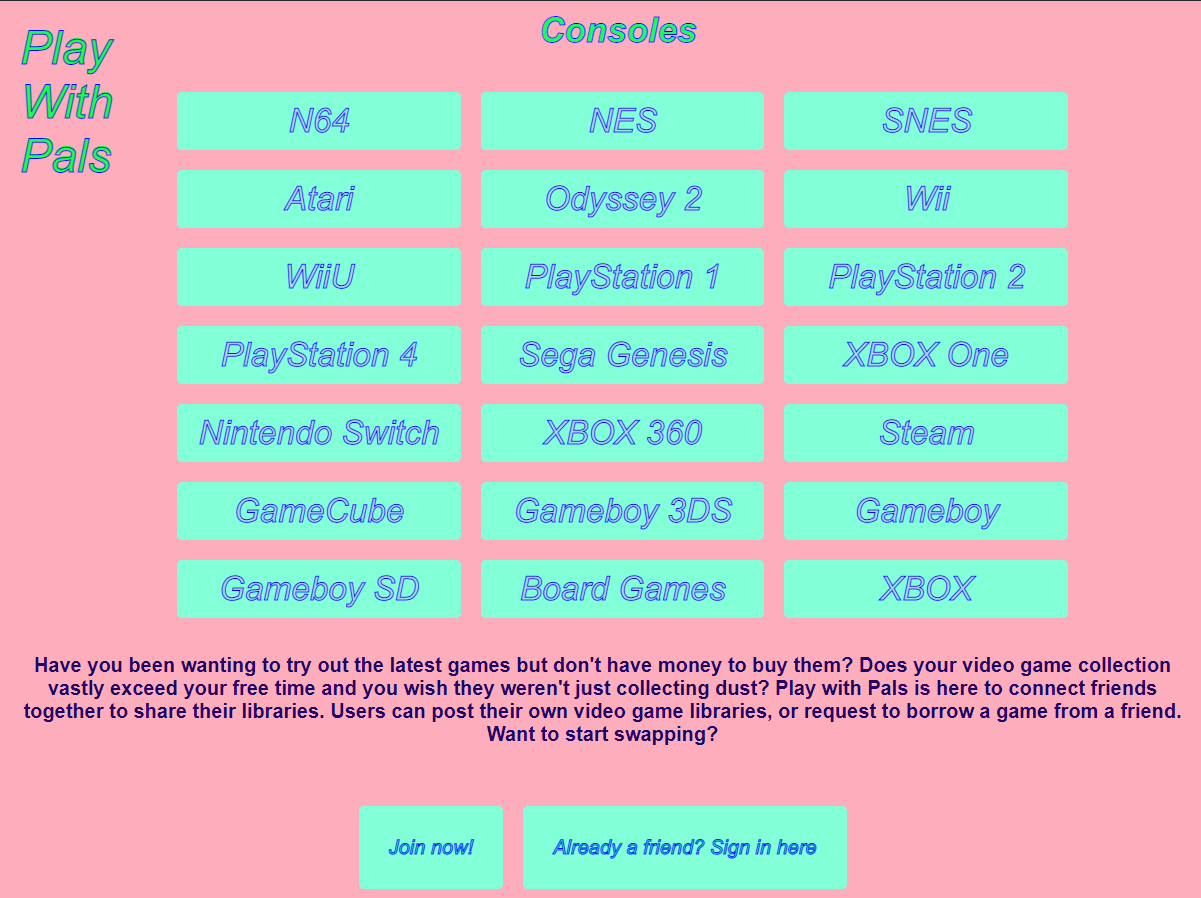 Play
With
Pals
Consoles
N64 NES SNES
Atari Odyssey 2 Wii
WiiU PlayStation 1 PlayStation 2
PlayStation 4 Sega Genesis XBOX One
Nintendo Switch XBOX 360 Steam
GameCube Gameboy 3DS Gameboy
Gameboy SD Board Games XBOX
Have you been wanting to try out the latest games but don't have money to buy them? Does your video game collection
vastly exceed your free time and you wish they weren't just collecting dust? Play with Pals is here to connect friends
together to share their libraries. Users can post their own video game libraries, or request to borrow a game from a friend.
Want to start swapping?
Join now! Already a friend? Sign in here